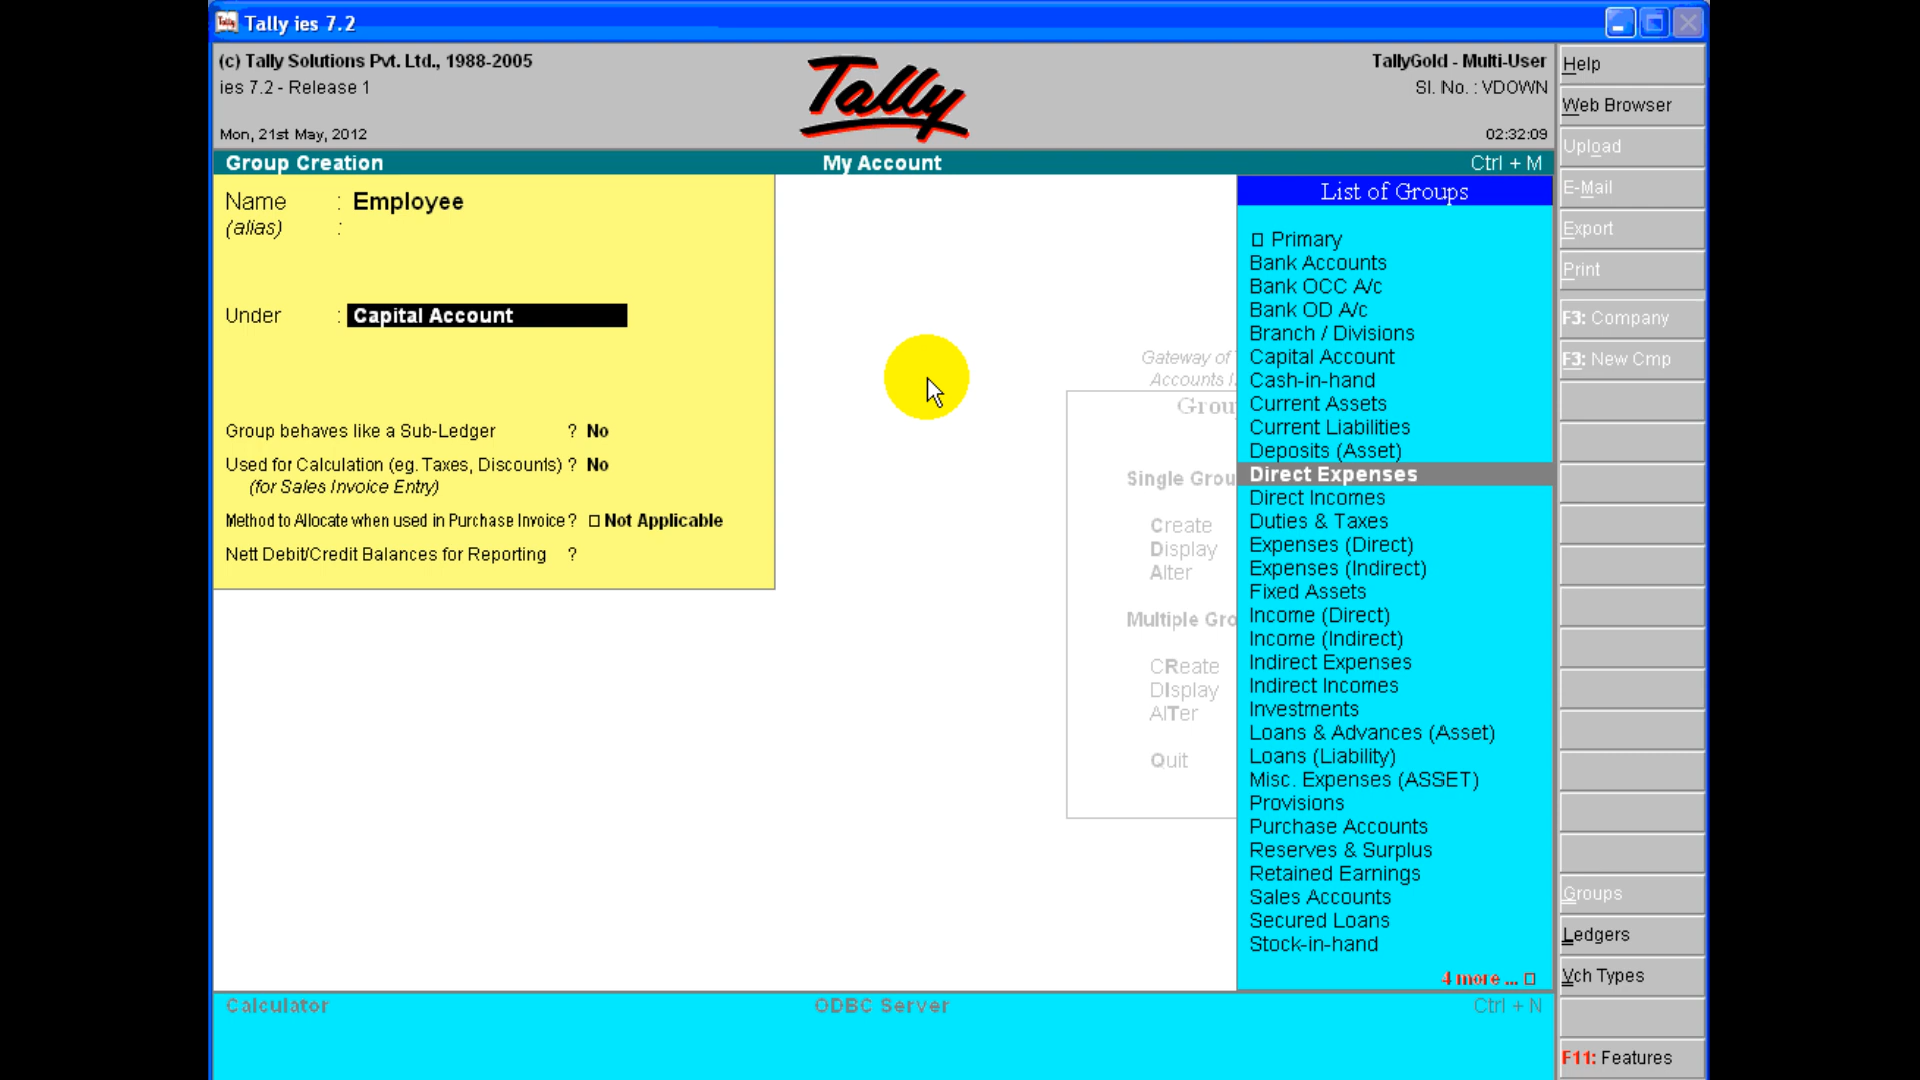 Tally ies 7.2
(c) Tally Solutions Pvt. Ltd., 1988-2005
ies 7.2 - Release 1
Mon, 21st May, 2012
Tally
TallyGold - Multi-User
Sl. No. : VDOWN
02:32:09
Group Creation
My Account
Ctrl + M
Name : Employee
(alias) :
Under : Capital Account
Group behaves like a Sub-Ledger ? No
Used for Calculation (eg. Taxes, Discounts) ? No
(for Sales Invoice Entry)
Method to Allocate when used in Purchase Invoice ? Not Applicable
Nett Debit/Credit Balances for Reporting ?
Gateway of
Accounts
Grou
Single Grou
Create
Display
Alter
Multiple Gro
CReate
DIsplay
AlTer
Quit
List of Groups
Primary
Bank Accounts
Bank OCC A/c
Bank OD A/c
Branch / Divisions
Capital Account
Cash-in-hand
Current Assets
Current Liabilities
Deposits (Asset)
Direct Expenses
Direct Incomes
Duties & Taxes
Expenses (Direct)
Expenses (Indirect)
Fixed Assets
Income (Direct)
Income (Indirect)
Indirect Expenses
Indirect Incomes
Investments
Loans & Advances (Asset)
Loans (Liability)
Misc. Expenses (ASSET)
Provisions
Purchase Accounts
Reserves & Surplus
Retained Earnings
Sales Accounts
Secured Loans
Stock-in-hand
4 more ...
Help
Web Browser
Upload
E-Mail
Export
Print
F3: Company
F3: New Cmp
Groups
Ledgers
Vch Types
F11: Features
Calculator
ODBC Server
Ctrl + N